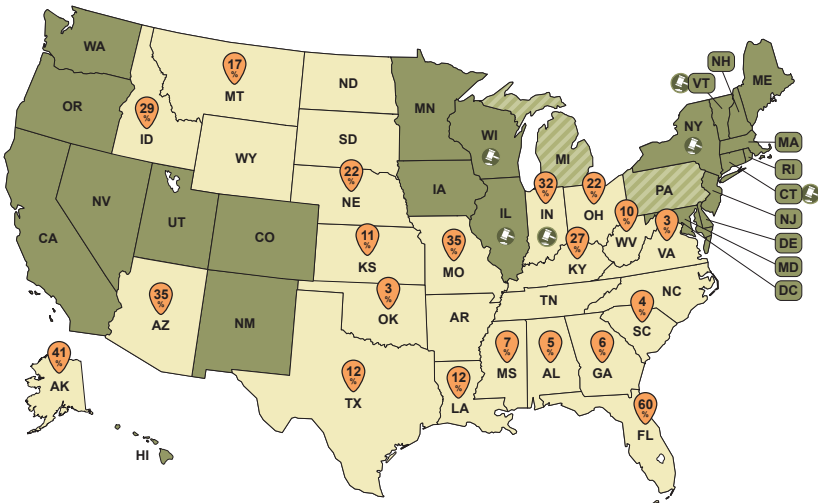 WA
17
%
MT
ND
MN
NH
VT
ME
OR
29
%
ID
SD
WI
MI
NY
MA
WY
22
%
NE
IA
32
%
IN
22
%
OH
PA
RI
CT
NJ
NV
UT
CO
11
%
KS
35
%
MO
IL
27
%
KY
10
%
WV
3
%
VA
DE
MD
DC
CA
35
%
AZ
NM
3
%
OK
AR
TN
NC
4
%
SC
41
%
AK
12
%
TX
12
%
LA
7
%
MS
5
%
AL
6
%
GA
60
%
FL
HI